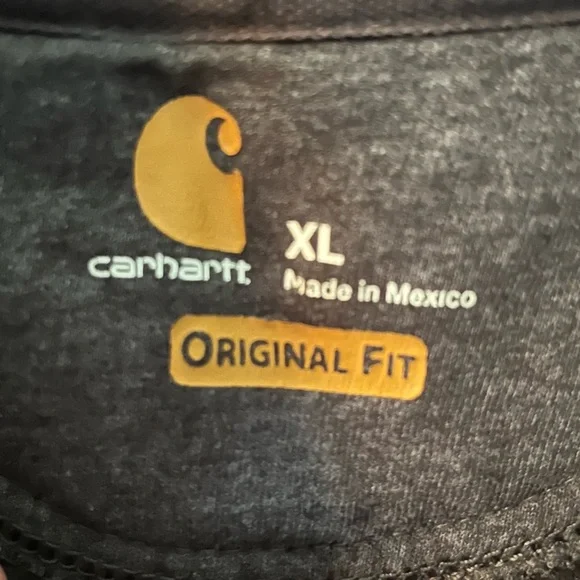 XL
carhartt
Made in Mexico
ORIGINAL FIT